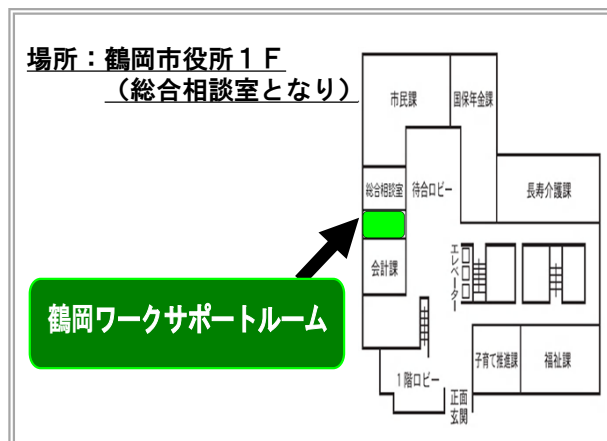 場所：鶴岡市役所１Ｆ
（総合相談室となり）
市民課
国保年金課
総合相談室
待合ロビー
長寿介護課
会計課
エレベーター
鶴岡ワークサポートルーム
子育て推進課
福祉課
１階ロビー
正面
玄関